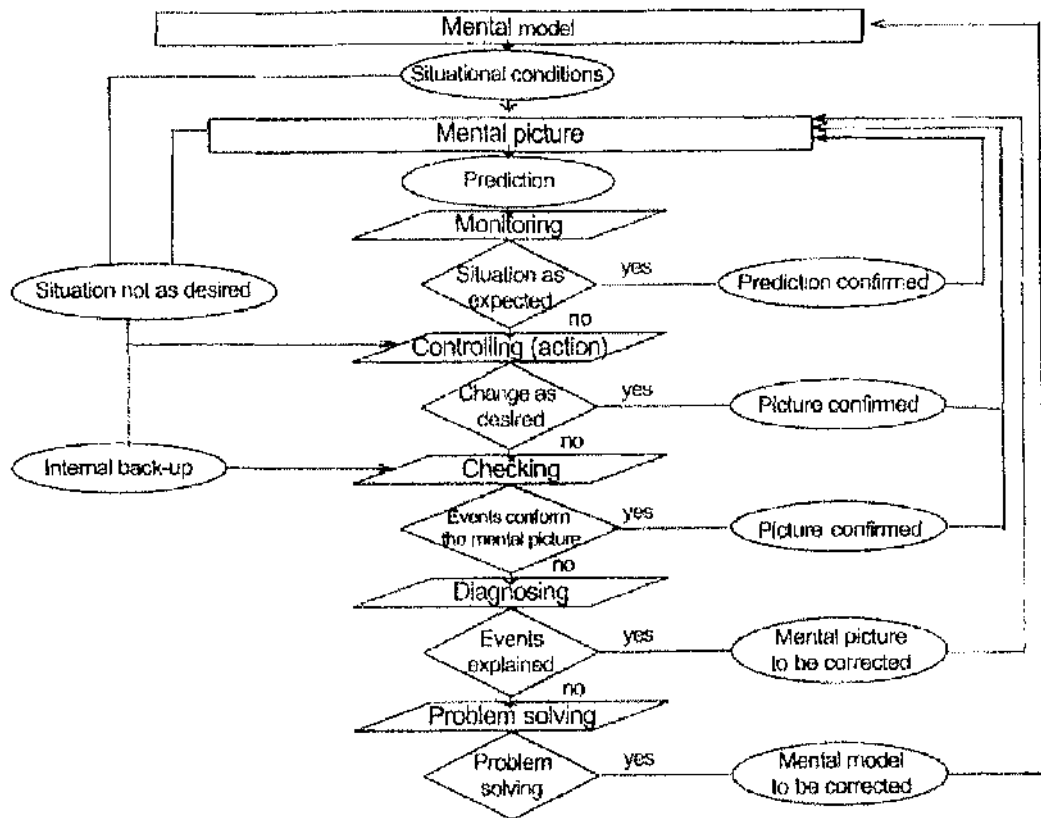 Mental model
Situational conditions
Mental picture
Prediction
Monitoring
Situation as
expected
yes
Prediction confirmed
Situation not as desired
no
Controlling (action)
Change as
desired
yes
Picture confirmed
no
Internal back-up
Checking
Events conform
the mental picture
yes
Picture confirmed
no
Diagnosing
Events
explained
yes
Mental picture
to be corrected
no
Problem solving
Problem
solving
yes
Mental model
to be corrected